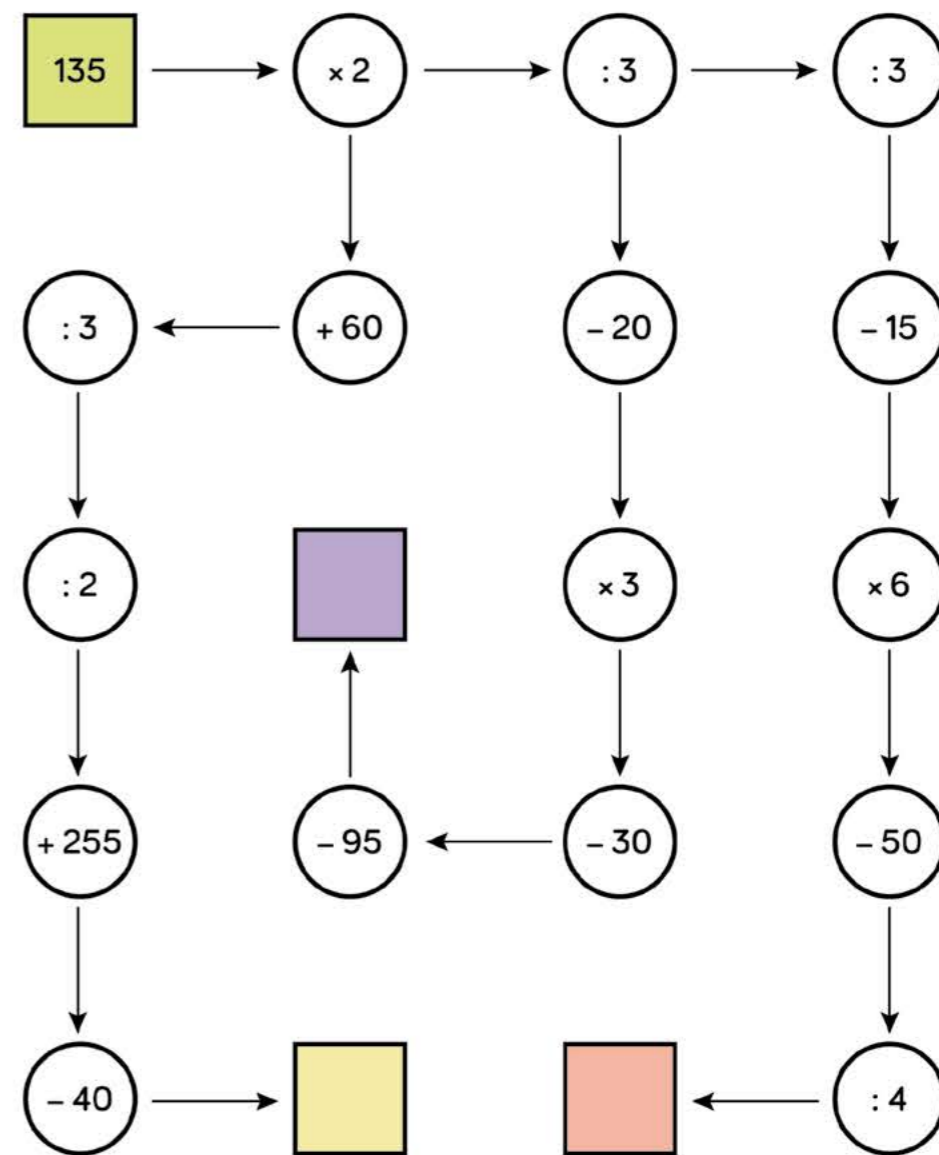 135 × 2 : 3 : 3
: 3 + 60 – 20 – 15
: 2 × 3 × 6
+ 255 – 95 – 30 – 50
– 40 : 4